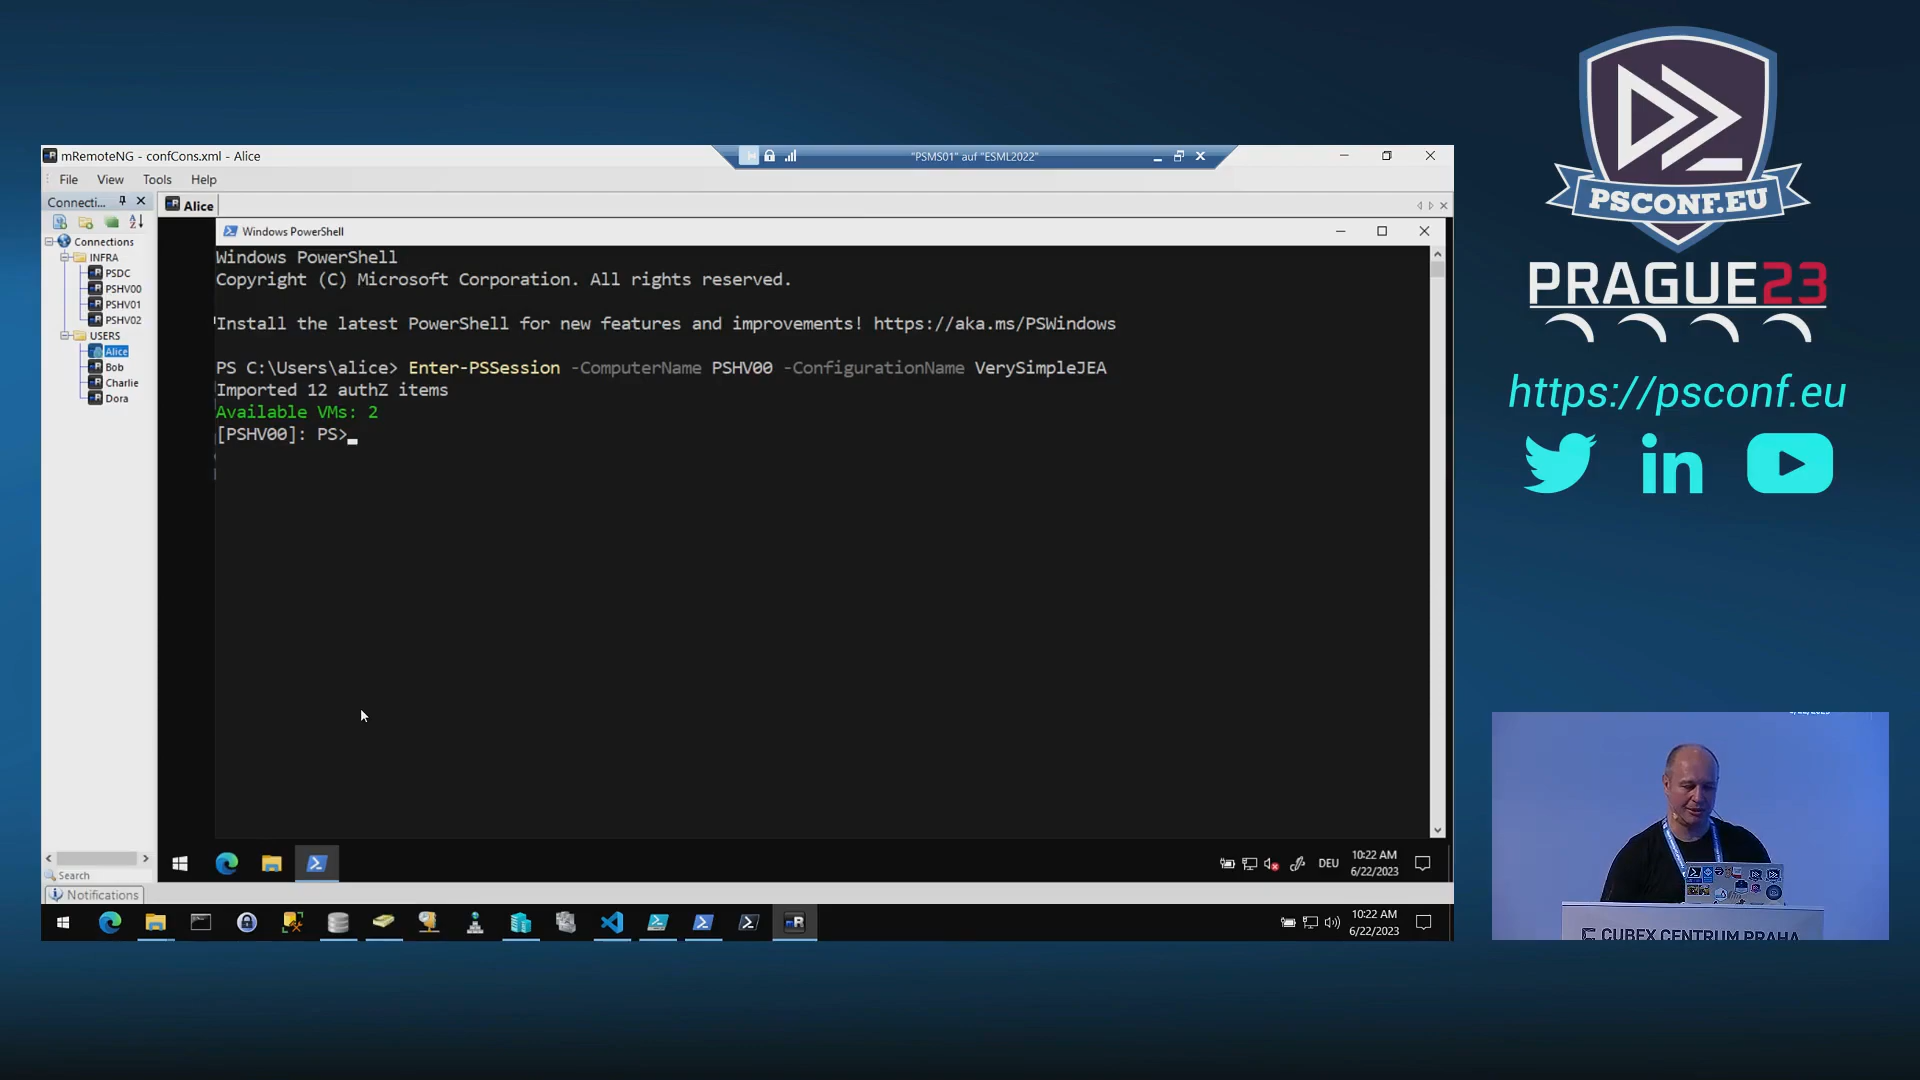 mRemoteNG - confCons.xml - Alice
"PSMS01" auf "ESML2022"
File View Tools Help
Connecti...
Alice
Connections
INFRA
PSDC
PSHV00
PSHV01
PSHV02
USERS
Alice
Bob
Charlie
Dora
Search
Notifications
Windows PowerShell
Windows PowerShell
Copyright (C) Microsoft Corporation. All rights reserved.
Install the latest PowerShell for new features and improvements! https://aka.ms/PSWindows
PS C:\Users\alice> Enter-PSSession -ComputerName PSHV00 -ConfigurationName VerySimpleJEA
Imported 12 authZ items
Available VMs: 2
[PSHV00]: PS>
DEU
10:22 AM
6/22/2023
10:22 AM
6/22/2023
PSCONF.EU
PRAGUE23
https://psconf.eu
in
CUBEX CENTRUM PRAHA